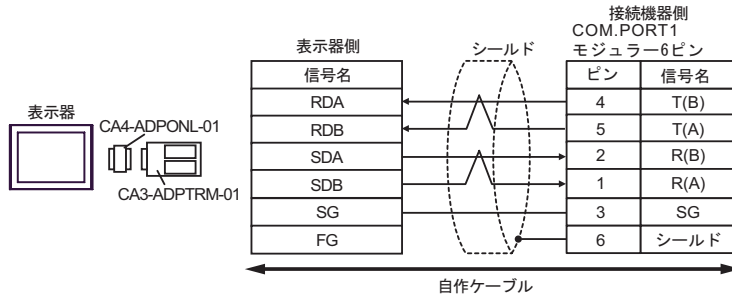 接続機器側
COM.PORT1
モジュラー6ピン
表示器側
シールド
信号名
ピン 信号名
RDA 4 T(B)
RDB 5 T(A)
SDA 2 R(B)
SDB 1 R(A)
SG 3 SG
FG 6 シールド
表示器
CA4-ADPONL-01
CA3-ADPTRM-01
自作ケーブル